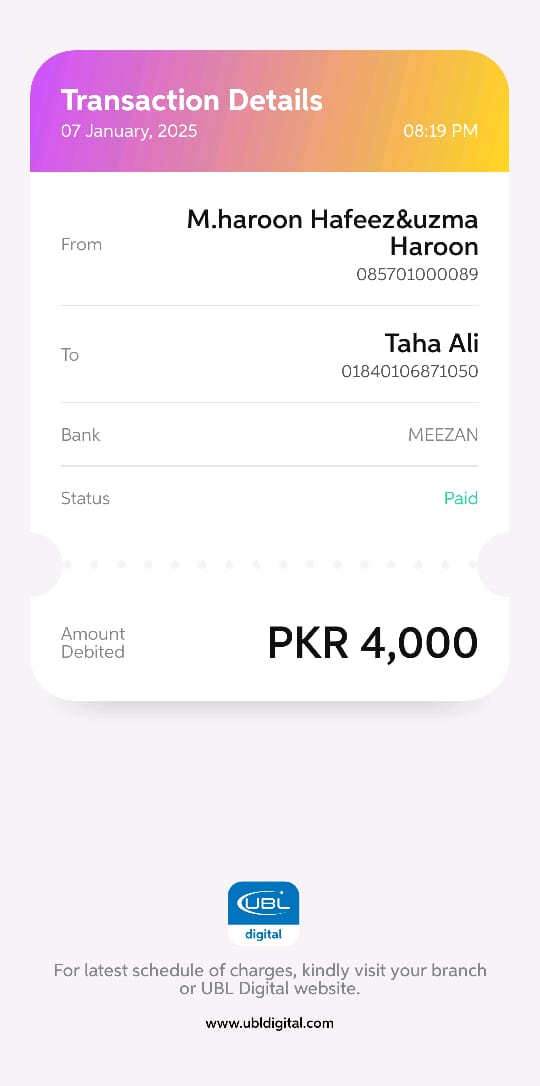 Transaction Details
07 January, 2025 08:19 PM
From
M.haroon Hafeez&uzma
Haroon
085701000089
To
Taha Ali
01840106871050
Bank MEEZAN
Status Paid
Amount
Debited
PKR 4,000
UBL
digital
For latest schedule of charges, kindly visit your branch
or UBL Digital website.
www.ubldigital.com